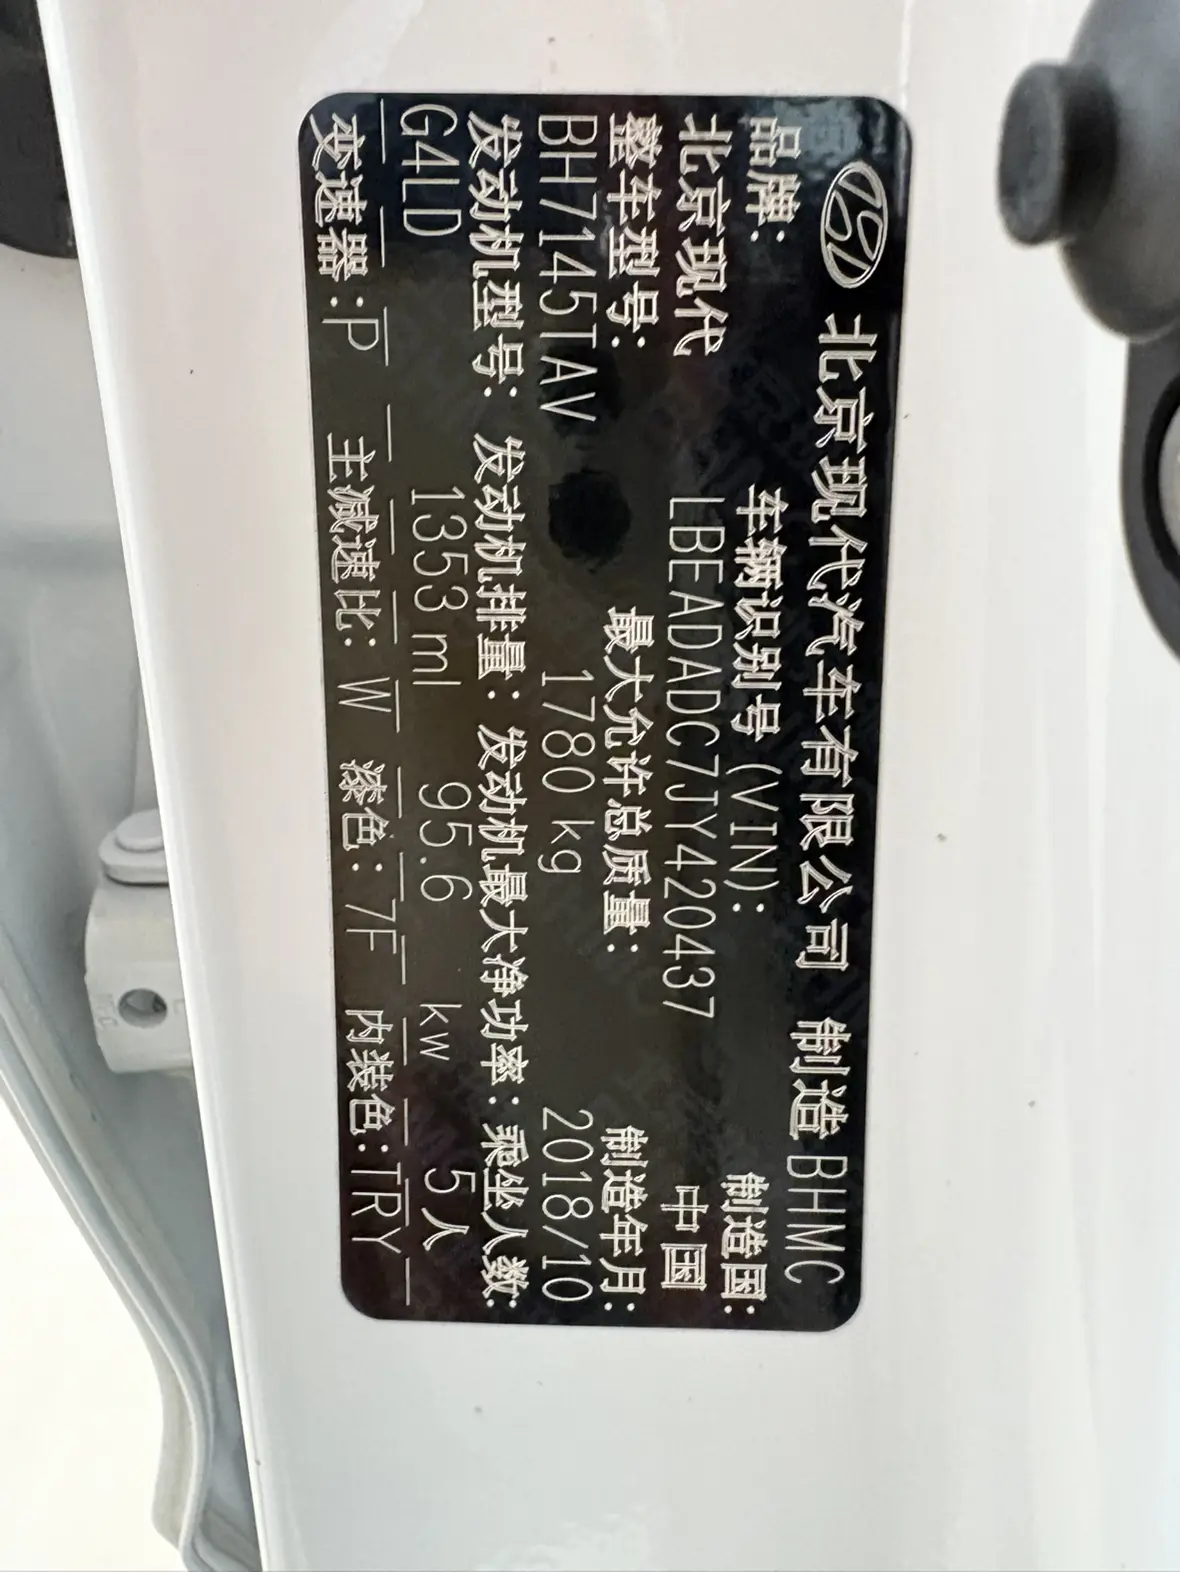 北京现代汽车有限公司 制造 BHMC
品牌: 车辆识别号 (VIN): 制造国:
北京现代 LBEADADC7JY420437 中国
整车型号: 最大允许总质量: 制造年月:
BH7145TAV 1780 kg 2018/10
发动机型号: 发动机排量: 发动机最大净功率: 乘坐人数:
G4LD 1353 ml 95.6 kw 5人
变速器:P 主减速比:W 漆色:7F 内装色:TRY